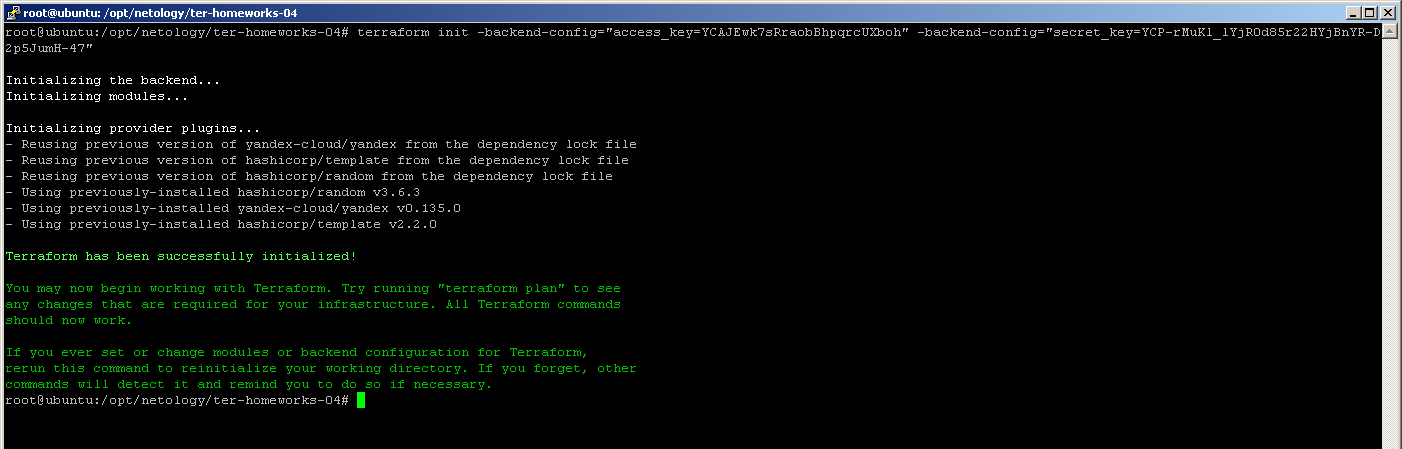 root@ubuntu: /opt/netology/ter-homeworks-04
root@ubuntu:/opt/netology/ter-homeworks-04# terraform init -backend-config="access_key=YCAJEwk7sRraobBhpqrcUXboh" -backend-config="secret_key=YCP-rMuKl_lYjROd85r22HYjBnYR-D
2p5JumH-47"
Initializing the backend...
Initializing modules...
Initializing provider plugins...
- Reusing previous version of yandex-cloud/yandex from the dependency lock file
- Reusing previous version of hashicorp/template from the dependency lock file
- Reusing previous version of hashicorp/random from the dependency lock file
- Using previously-installed hashicorp/random v3.6.3
- Using previously-installed yandex-cloud/yandex v0.135.0
- Using previously-installed hashicorp/template v2.2.0
Terraform has been successfully initialized!
You may now begin working with Terraform. Try running "terraform plan" to see
any changes that are required for your infrastructure. All Terraform commands
should now work.
If you ever set or change modules or backend configuration for Terraform,
rerun this command to reinitialize your working directory. If you forget, other
commands will detect it and remind you to do so if necessary.
root@ubuntu:/opt/netology/ter-homeworks-04#